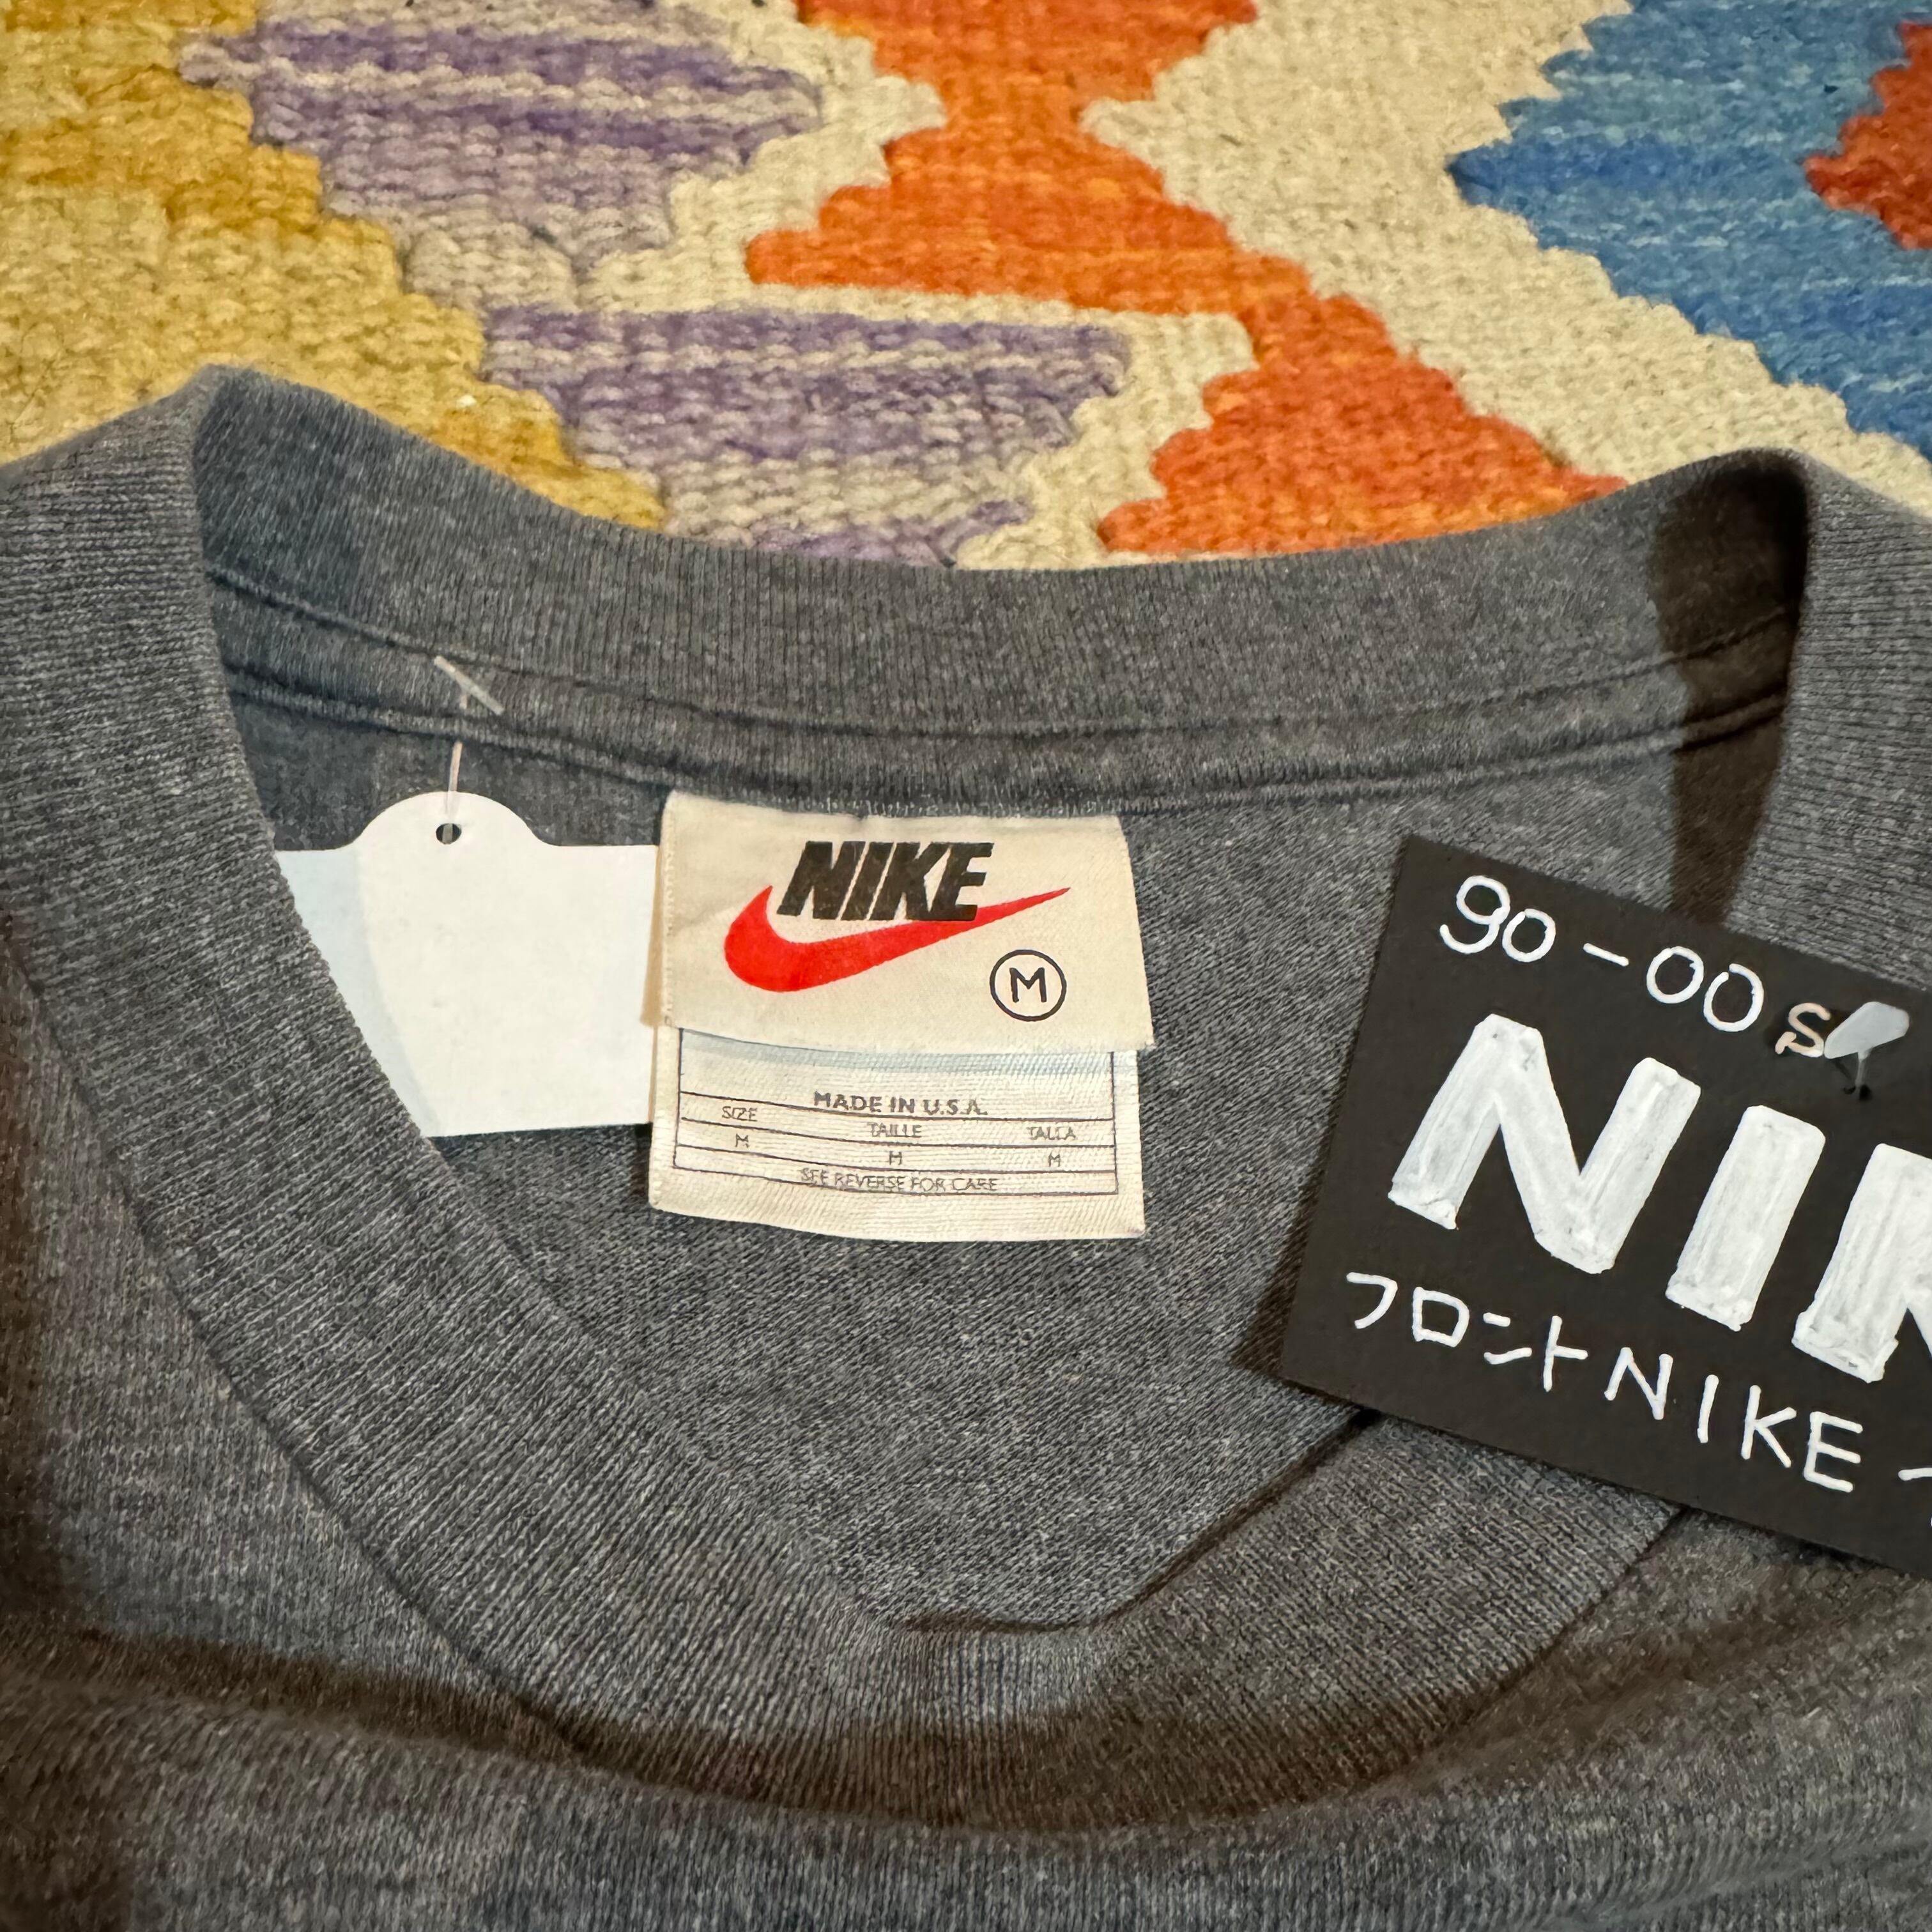 NIKE
M
MADE IN U.S.A.
SIZE TAILLE TALLA
M M M
SEE REVERSE FOR CARE
90-00s
NI
フロントNIKE